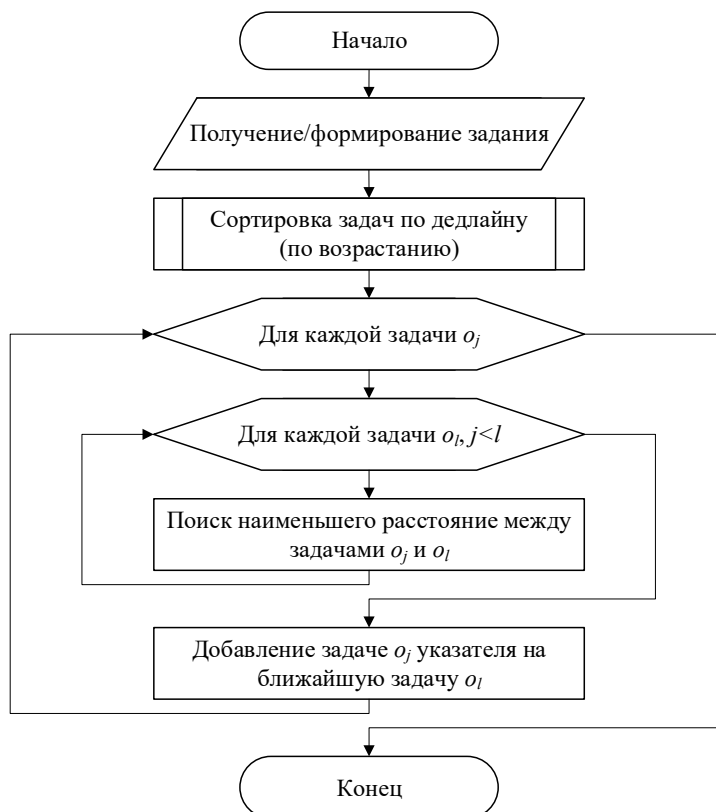 Начало
Получение/формирование задания
Сортировка задач по дедлайну
(по возрастанию)
Для каждой задачи oj
Для каждой задачи ol, j<l
Поиск наименьшего расстояние между
задачами oj и ol
Добавление задаче oj указателя на
ближайшую задачу ol
Конец